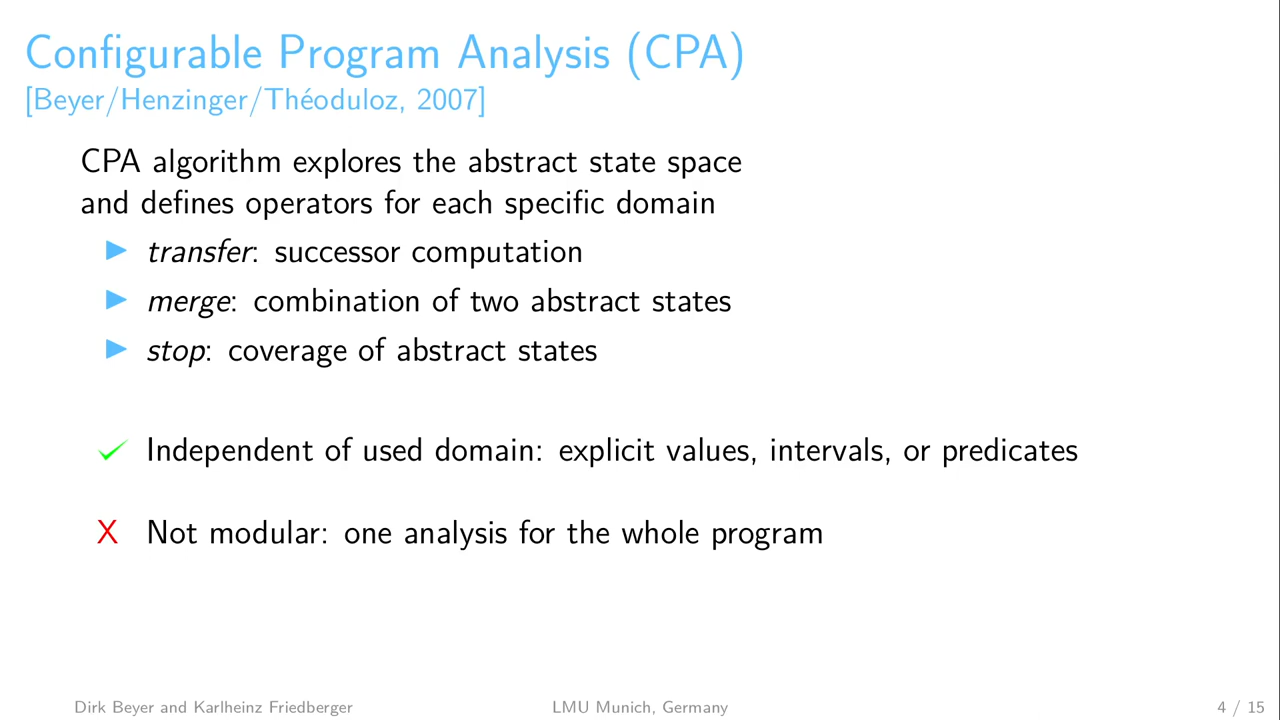 Configurable Program Analysis (CPA)
[Beyer/Henzinger/Théoduloz, 2007]
CPA algorithm explores the abstract state space
and defines operators for each specific domain
▶ transfer: successor computation
▶ merge: combination of two abstract states
▶ stop: coverage of abstract states
✓ Independent of used domain: explicit values, intervals, or predicates
X Not modular: one analysis for the whole program
Dirk Beyer and Karlheinz Friedberger LMU Munich, Germany 4 / 15